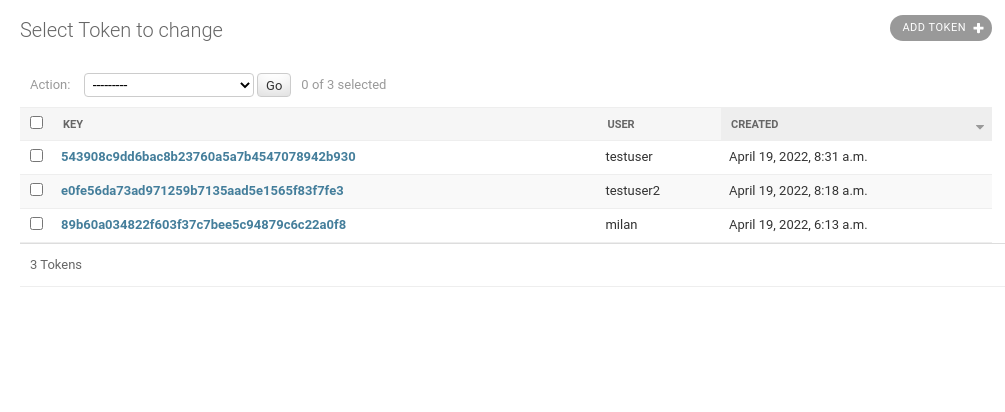 Select Token to change
ADD TOKEN
Action: --------- Go 0 of 3 selected
KEY USER CREATED
543908c9dd6bac8b23760a5a7b4547078942b930 testuser April 19, 2022, 8:31 a.m.
e0fe56da73ad971259b7135aad5e1565f83f7fe3 testuser2 April 19, 2022, 8:18 a.m.
89b60a034822f603f37c7bee5c94879c6c22a0f8 milan April 19, 2022, 6:13 a.m.
3 Tokens